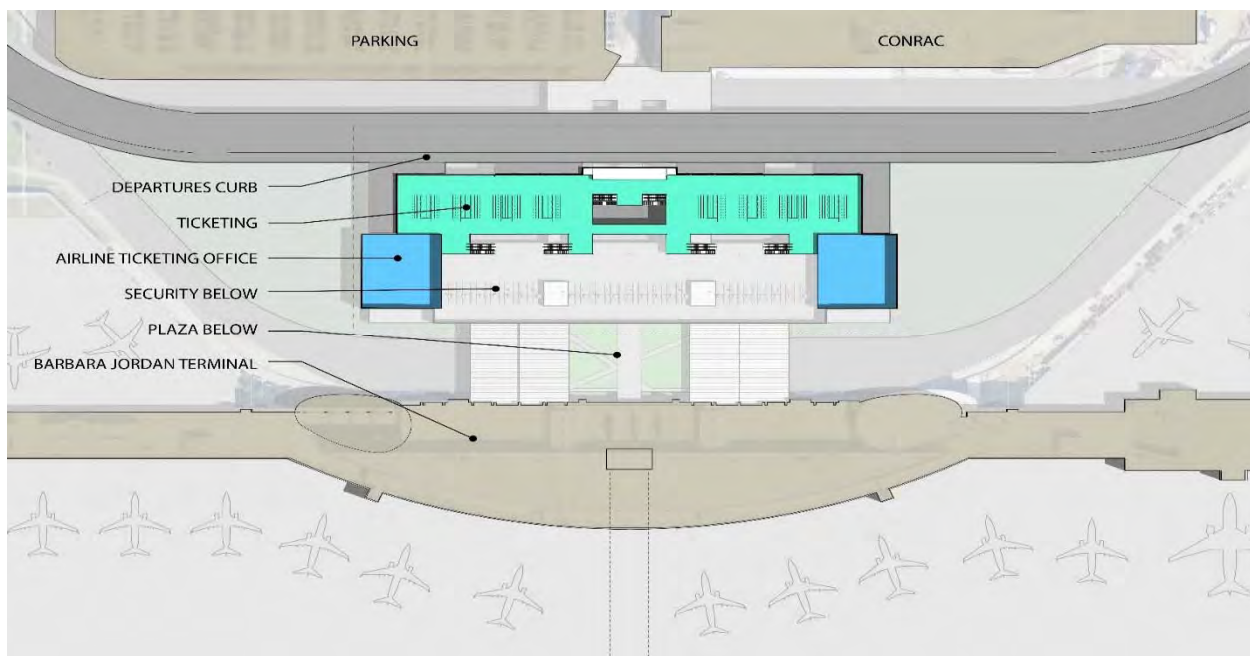 PARKING
CONRAC
DEPARTURES CURB
TICKETING
AIRLINE TICKETING OFFICE
SECURITY BELOW
PLAZA BELOW
BARBARA JORDAN TERMINAL